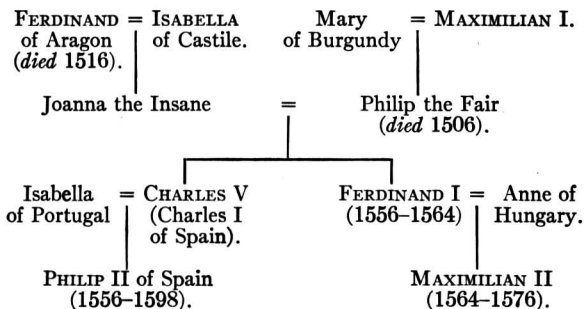 FERDINAND = ISABELLA Mary = MAXIMILIAN I.
of Aragon of Castile. of Burgundy
(died 1516).
Joanna the Insane = Philip the Fair
(died 1506).
Isabella = CHARLES V FERDINAND I = Anne of
of Portugal (Charles I (1556–1564) Hungary.
of Spain).
PHILIP II of Spain MAXIMILIAN II
(1556–1598). (1564–1576).